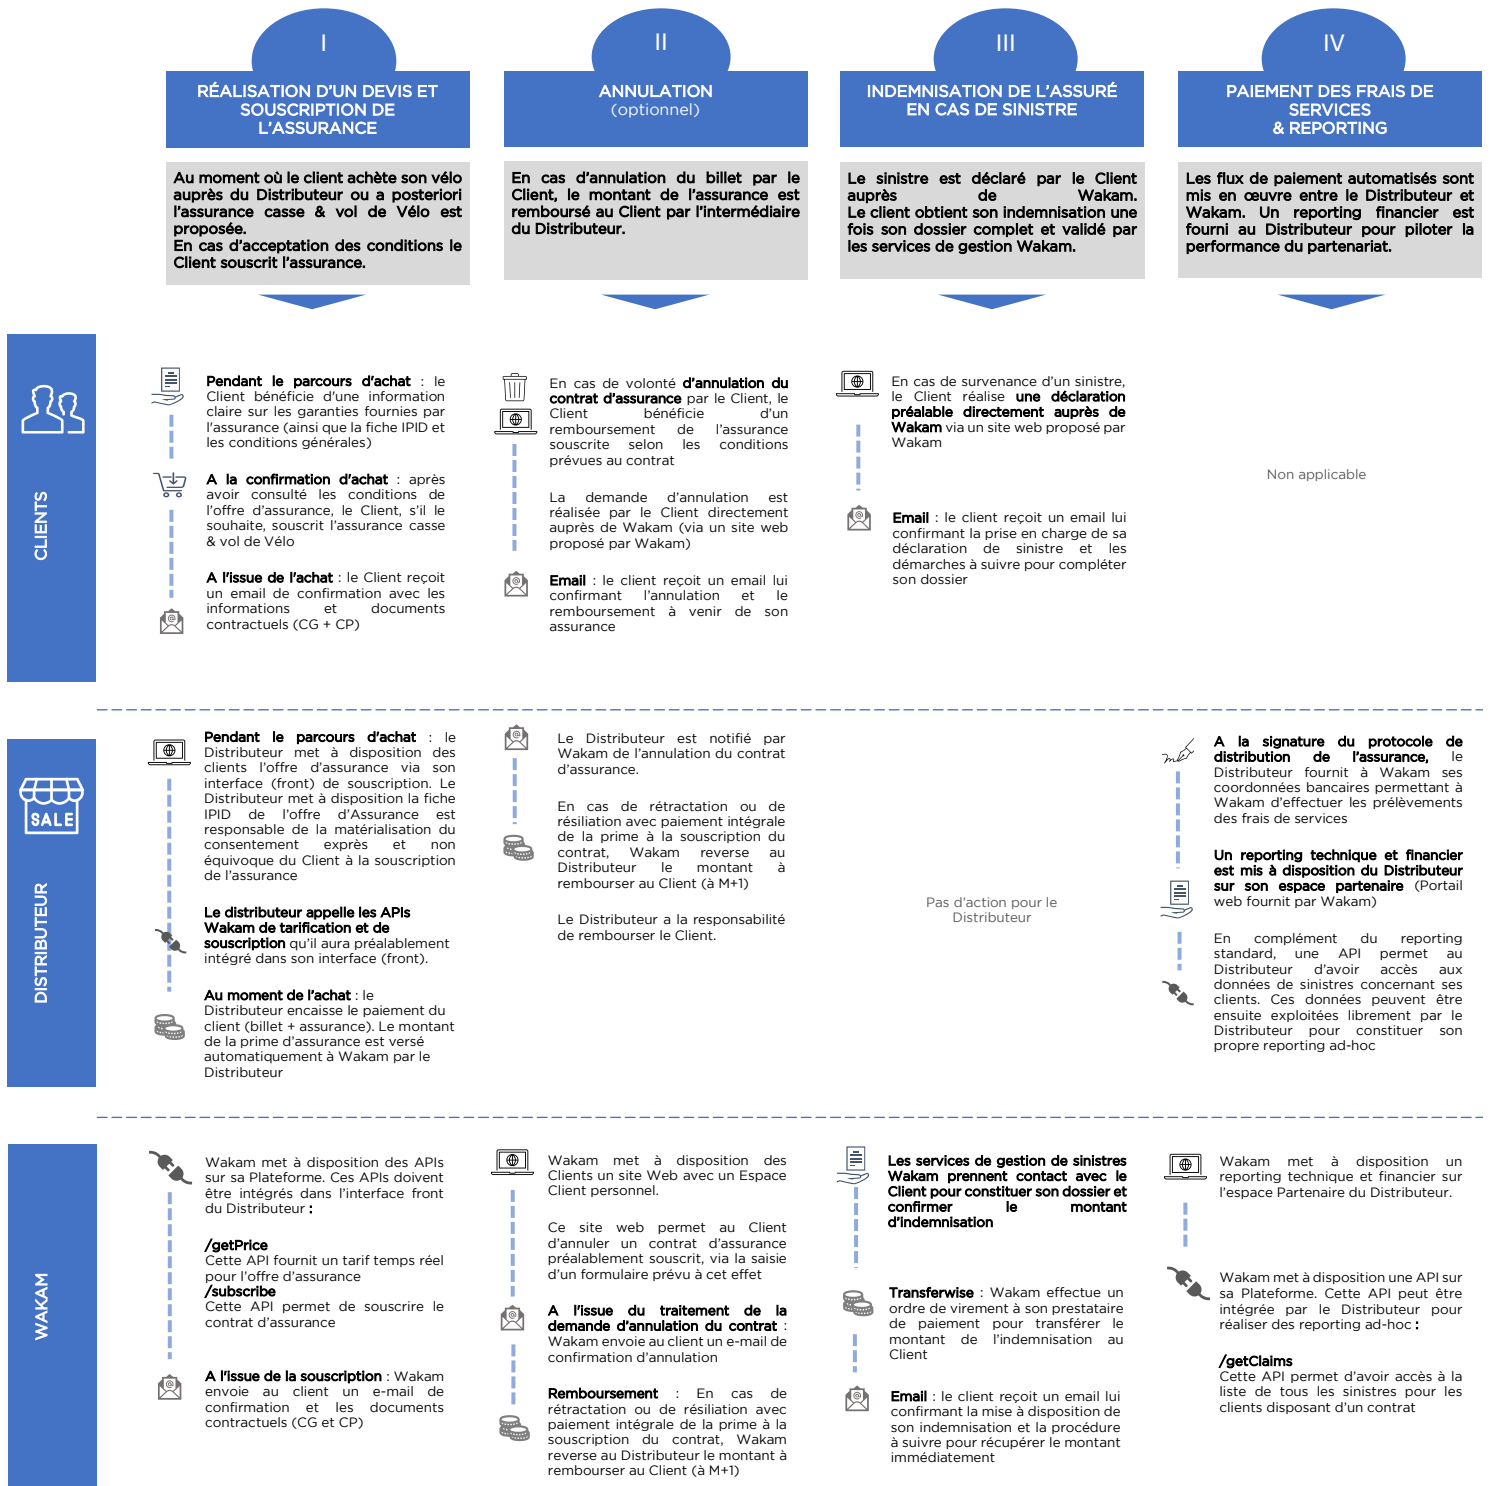 I
RÉALISATION D'UN DEVIS ET
SOUSCRIPTION DE
L'ASSURANCE
Au moment où le client achète son vélo
auprès du Distributeur ou a posteriori
l'assurance casse & vol de Vélo est
proposée.
En cas d'acceptation des conditions le
Client souscrit l'assurance.
II
ANNULATION
(optionnel)
En cas d'annulation du billet par le
Client, le montant de l'assurance est
remboursé au Client par l'intermédiaire
du Distributeur.
III
INDEMNISATION DE L'ASSURÉ
EN CAS DE SINISTRE
Le sinistre est déclaré par le Client
auprès de Wakam.
Le client obtient son indemnisation une
fois son dossier complet et validé par
les services de gestion Wakam.
IV
PAIEMENT DES FRAIS DE
SERVICES
& REPORTING
Les flux de paiement automatisés sont
mis en œuvre entre le Distributeur et
Wakam. Un reporting financier est
fourni au Distributeur pour piloter la
performance du partenariat.
CLIENTS
Pendant le parcours d'achat : le
Client bénéficie d'une information
claire sur les garanties fournies par
l'assurance (ainsi que la fiche IPID et
les conditions générales)
A la confirmation d'achat : après
avoir consulté les conditions de
l'offre d'assurance, le Client, s'il le
souhaite, souscrit l'assurance casse
& vol de Vélo
A l'issue de l'achat : le Client reçoit
un email de confirmation avec les
informations et documents
contractuels (CG + CP)
En cas de volonté d'annulation du
contrat d'assurance par le Client, le
Client bénéficie d'un
remboursement de l'assurance
souscrite selon les conditions
prévues au contrat
La demande d'annulation est
réalisée par le Client directement
auprès de Wakam (via un site web
proposé par Wakam)
Email : le client reçoit un email lui
confirmant l'annulation et le
remboursement à venir de son
assurance
En cas de survenance d'un sinistre,
le Client réalise une déclaration
préalable directement auprès de
Wakam via un site web proposé par
Wakam
Email : le client reçoit un email lui
confirmant la prise en charge de sa
déclaration de sinistre et les
démarches à suivre pour compléter
son dossier
Non applicable
SALE
DISTRIBUTEUR
Pendant le parcours d'achat : le
Distributeur met à disposition des
clients l'offre d'assurance via son
interface (front) de souscription. Le
Distributeur met à disposition la fiche
IPID de l'offre d'Assurance est
responsable de la matérialisation du
consentement exprès et non
équivoque du Client à la souscription
de l'assurance
Le distributeur appelle les APIs
Wakam de tarification et de
souscription qu'il aura préalablement
intégré dans son interface (front).
Au moment de l'achat : le
Distributeur encaisse le paiement du
client (billet + assurance). Le montant
de la prime d'assurance est versé
automatiquement à Wakam par le
Distributeur
Le Distributeur est notifié par
Wakam de l'annulation du contrat
d'assurance.
En cas de rétractation ou de
résiliation avec paiement intégrale
de la prime à la souscription du
contrat, Wakam reverse au
Distributeur le montant à
rembourser au Client (à M+1)
Le Distributeur a la responsabilité
de rembourser le Client.
Pas d'action pour le
Distributeur
A la signature du protocole de
distribution de l'assurance, le
Distributeur fournit à Wakam ses
coordonnées bancaires permettant à
Wakam d'effectuer les prélèvements
des frais de services
Un reporting technique et financier
est mis à disposition du Distributeur
sur son espace partenaire (Portail
web fournit par Wakam)
En complément du reporting
standard, une API permet au
Distributeur d'avoir accès aux
données de sinistres concernant ses
clients. Ces données peuvent être
ensuite exploitées librement par le
Distributeur pour constituer son
propre reporting ad-hoc
WAKAM
Wakam met à disposition des APIs
sur sa Plateforme. Ces APIs doivent
être intégrés dans l'interface front
du Distributeur :
/getPrice
Cette API fournit un tarif temps réel
pour l'offre d'assurance
/subscribe
Cette API permet de souscrire le
contrat d'assurance
A l'issue de la souscription : Wakam
envoie au client un e-mail de
confirmation et les documents
contractuels (CG et CP)
Wakam met à disposition des
Clients un site Web avec un Espace
Client personnel.
Ce site web permet au Client
d'annuler un contrat d'assurance
préalablement souscrit, via la saisie
d'un formulaire prévu à cet effet
A l'issue du traitement de la
demande d'annulation du contrat :
Wakam envoie au client un e-mail de
confirmation d'annulation
Remboursement : En cas de
rétractation ou de résiliation avec
paiement intégrale de la prime à la
souscription du contrat, Wakam
reverse au Distributeur le montant à
rembourser au Client (à M+1)
Les services de gestion de sinistres
Wakam prennent contact avec le
Client pour constituer son dossier et
confirmer le montant
d'indemnisation
Transferwise : Wakam effectue un
ordre de virement à son prestataire
de paiement pour transférer le
montant de l'indemnisation au
Client
Email : le client reçoit un email lui
confirmant la mise à disposition de
son indemnisation et la procédure
à suivre pour récupérer le montant
immédiatement
Wakam met à disposition un
reporting technique et financier sur
l'espace Partenaire du Distributeur.
Wakam met à disposition une API sur
sa Plateforme. Cette API peut être
intégrée par le Distributeur pour
réaliser des reporting ad-hoc :
/getClaims
Cette API permet d'avoir accès à la
liste de tous les sinistres pour les
clients disposant d'un contrat